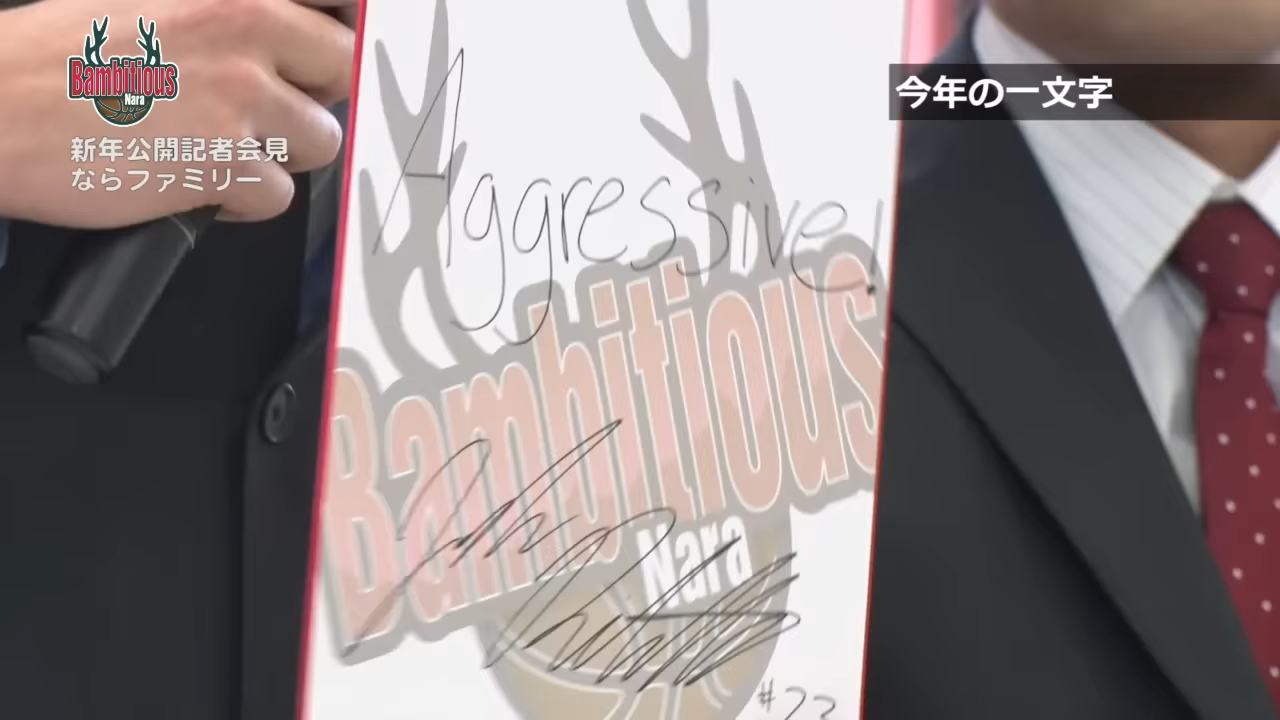 Bambitious
Nara
新年公開記者会見
ならファミリー
今年の一文字
Aggressive!
Bambitious
Nara
#23